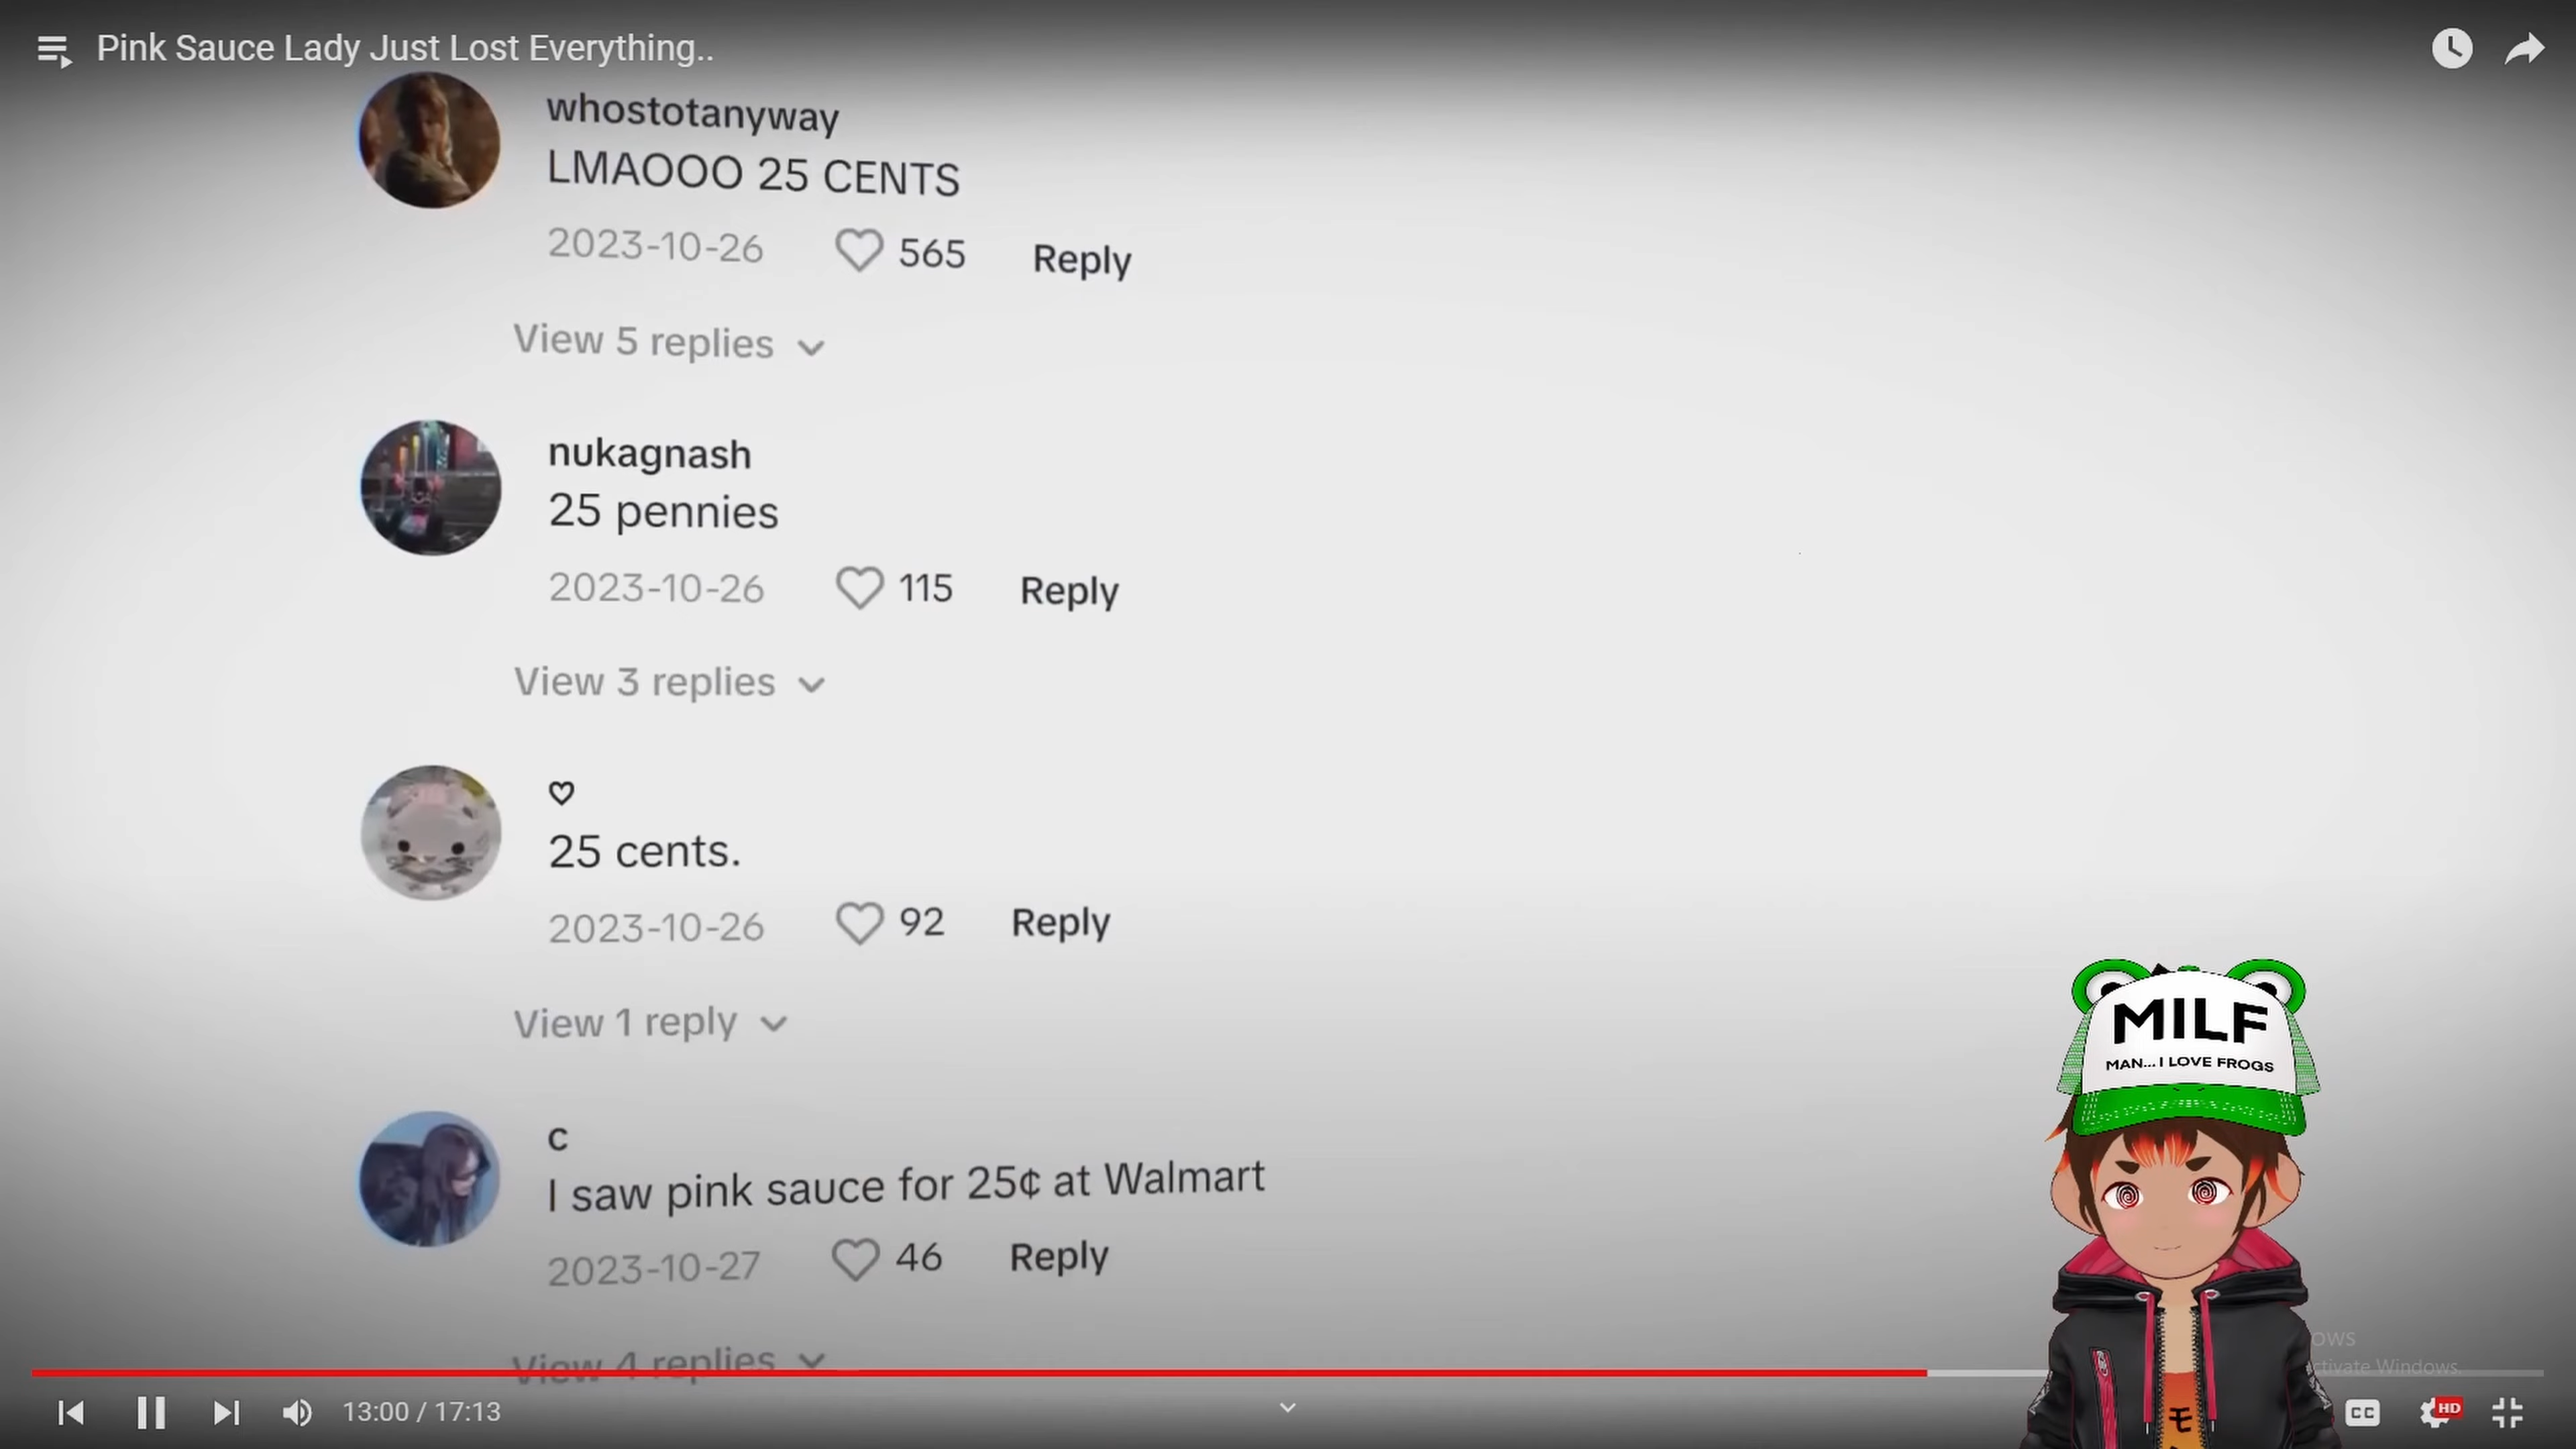 Pink Sauce Lady Just Lost Everything..
whostotanyway
LMAOOO 25 CENTS
2023-10-26 565 Reply
View 5 replies
nukagnash
25 pennies
2023-10-26 115 Reply
View 3 replies
♡
25 cents.
2023-10-26 92 Reply
View 1 reply
c
I saw pink sauce for 25¢ at Walmart
2023-10-27 46 Reply
View 4 replies
MILF
MAN... I LOVE FROGS
モ
Windows.
13:00 / 17:13
CC
HD